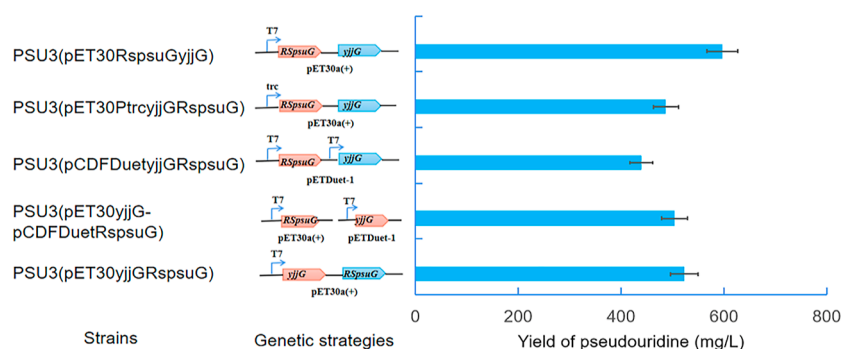 T7
PSU3(pET30RspsuGyjjG)
RSpsuG yjjG
pET30a(+)
trc
PSU3(pET30PtrcyjjGRspsuG)
RSpsuG yjjG
pET30a(+)
T7 T7
PSU3(pCDFDuetyjjGRspsuG)
RSpsuG yjjG
pETDuet-1
T7 T7
PSU3(pET30yjjG-
pCDFDuetRspsuG)
RSpsuG yjjG
pET30a(+) pETDuet-1
T7
PSU3(pET30yjjGRspsuG)
yjjG RSpsuG
pET30a(+)
0 200 400 600 800
Strains Genetic strategies Yield of pseudouridine (mg/L)